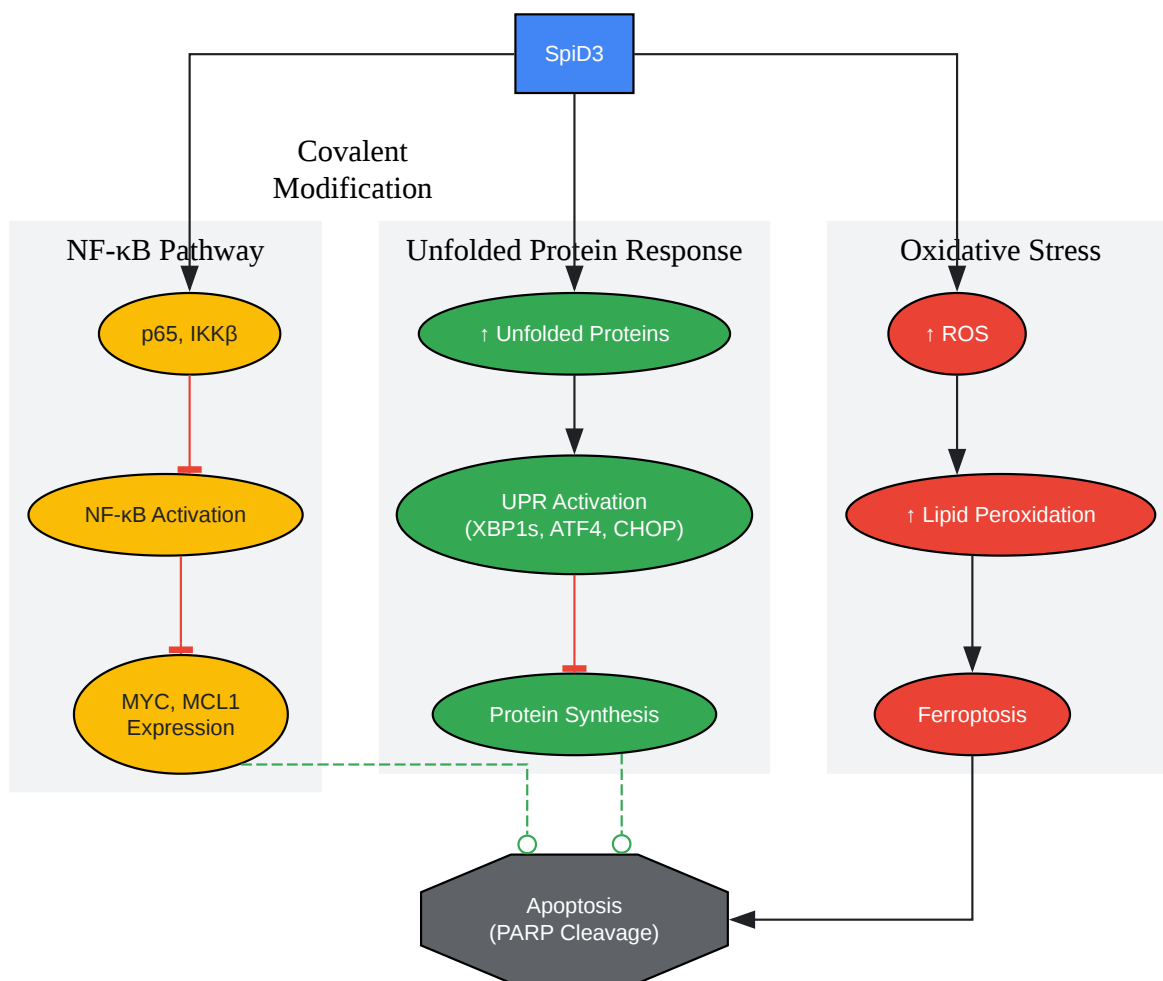 SpiD3
Covalent
Modification
NF-κB Pathway
Unfolded Protein Response
Oxidative Stress
p65, IKKβ
↑ Unfolded Proteins
↑ ROS
NF-κB Activation
UPR Activation
(XBP1s, ATF4, CHOP)
↑ Lipid Peroxidation
MYC, MCL1
Expression
Protein Synthesis
Ferroptosis
Apoptosis
(PARP Cleavage)